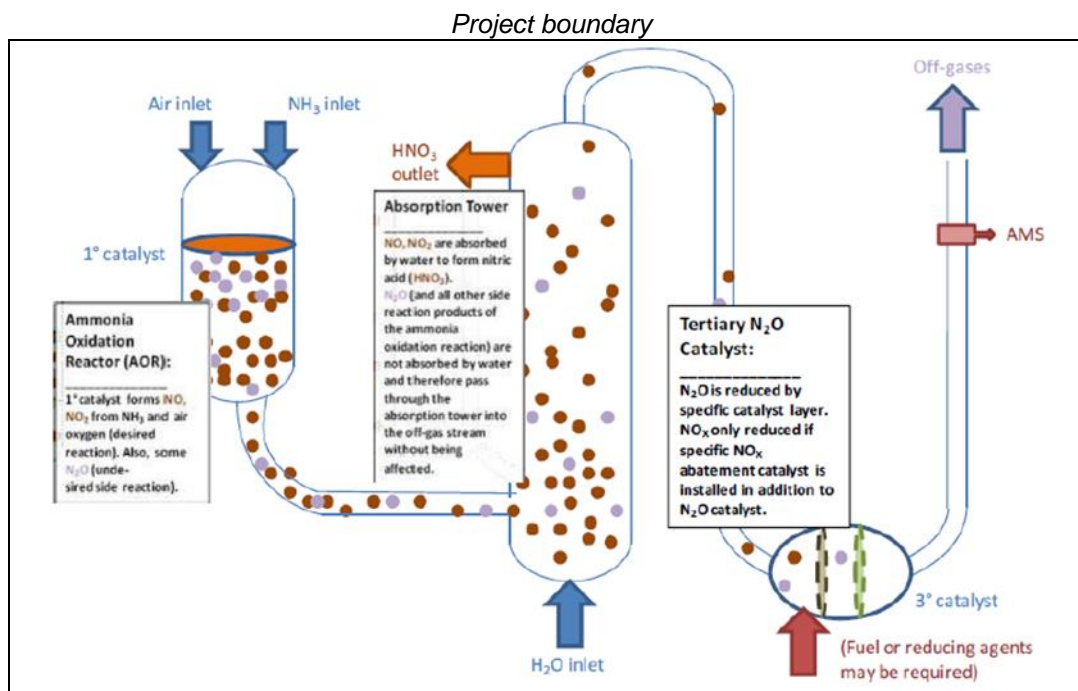 Project boundary
Off-gases
Air inlet
NH₃ inlet
HNO₃
outlet
Absorption Tower
NO, NO₂ are absorbed
by water to form nitric
acid (HNO₃).
N₂O (and all other side
reaction products of
the ammonia
oxidation reaction) are
not absorbed by water
and therefore pass
through the
absorption tower into
the off-gas stream
without being
affected.
AMS
1° catalyst
Ammonia
Oxidation
Reactor (AOR):
1° catalyst forms NO,
NO₂ from NH₃ and air
oxygen (desired
reaction). Also, some
N₂O (unde-
sired side reaction).
Tertiary N₂O
Catalyst:
N₂O is reduced by
specific catalyst layer.
NOₓ only reduced if
specific NOₓ
abatement catalyst is
installed in addition to
N₂O catalyst.
3° catalyst
H₂O inlet
(Fuel or reducing agents
may be required)